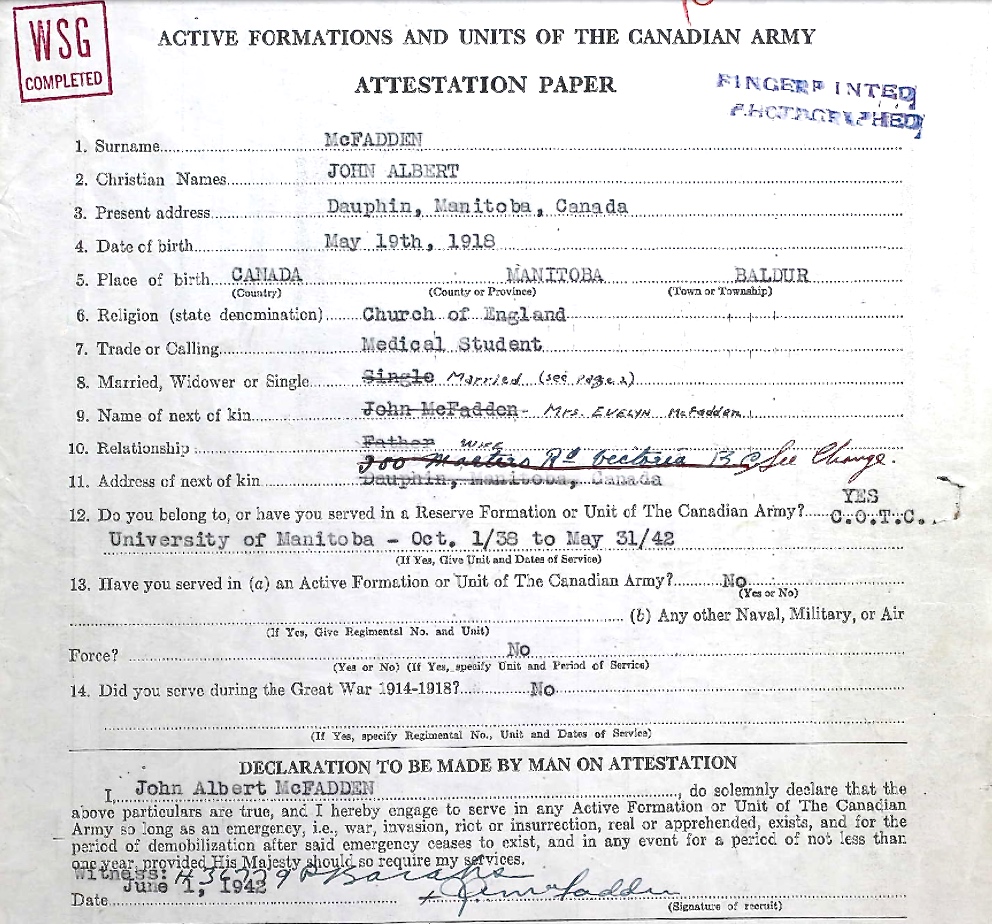 WSG
COMPLETED
ACTIVE FORMATIONS AND UNITS OF THE CANADIAN ARMY
ATTESTATION PAPER
FINGERPRINTED
PHOTOGRAPHED
1. Surname McFADDEN
2. Christian Names JOHN ALBERT
3. Present address Dauphin, Manitoba, Canada
4. Date of birth May 19th, 1918
5. Place of birth CANADA MANITOBA BALDUR
(Country) (County or Province) (Town or Township)
6. Religion (state denomination) Church of England
7. Trade or Calling Medical Student
8. Married, Widower or Single Single Married (see page 2)
9. Name of next of kin John McFadden - Mrs. EVELYN McFadden
10. Relationship Father wife
200 Masters Rd Victoria B C See Change.
11. Address of next of kin Dauphin, Manitoba, Canada
YES
12. Do you belong to, or have you served in a Reserve Formation or Unit of The Canadian Army? C.O.T.C.
University of Manitoba - Oct. 1/38 to May 31/42
(If Yes, Give Unit and Dates of Service)
13. Have you served in (a) an Active Formation or Unit of The Canadian Army? No
(Yes or No)
(b) Any other Naval, Military, or Air
(If Yes, Give Regimental No. and Unit)
Force? No
(Yes or No) (If Yes, specify Unit and Period of Service)
14. Did you serve during the Great War 1914-1918? No
(If Yes, specify Regimental No., Unit and Dates of Service)
DECLARATION TO BE MADE BY MAN ON ATTESTATION
I, John Albert McFADDEN, do solemnly declare that the
above particulars are true, and I hereby engage to serve in any Active Formation or Unit of The Canadian
Army so long as an emergency, i.e., war, invasion, riot or insurrection, real or apprehended, exists, and for the
period of demobilization after said emergency ceases to exist, and in any event for a period of not less than
one year, provided His Majesty should so require my services.
Witness:
Date June 1, 1942 J A McFadden
(Signature of recruit)